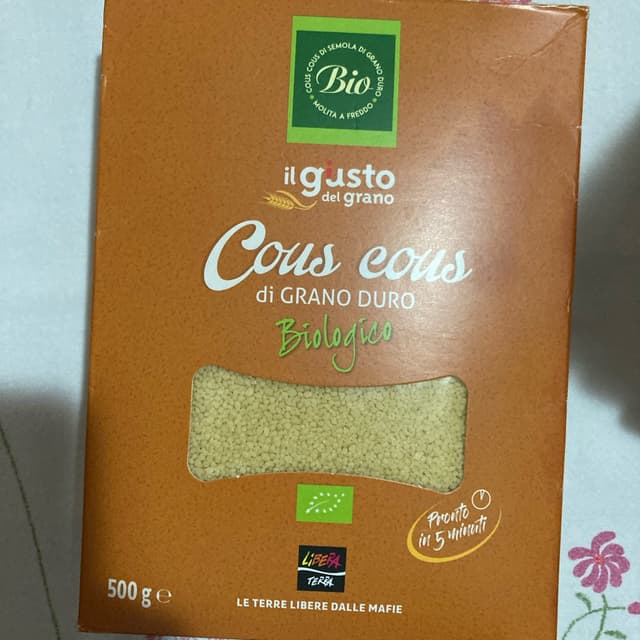 COUS COUS DI SEMOLA DI GRANO DURO
Bio
MOLITA A FREDDO
il giusto
del grano
Cous cous
di GRANO DURO
Biologico
Pronto
in 5 minuti
LiBERA
TERRA
500 g ℮
LE TERRE LIBERE DALLE MAFIE